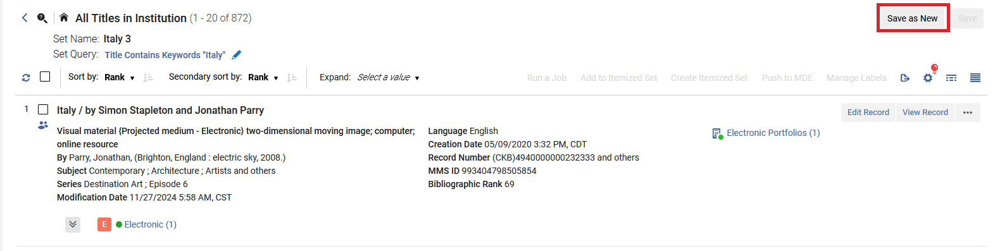 All Titles in Institution (1 - 20 of 872) Save as New Save
Set Name: Italy 3
Set Query: Title Contains Keywords "Italy"
Sort by: Rank Secondary sort by: Rank Expand: Select a value Run a Job Add to Itemized Set Create Itemized Set Push to MDE Manage Labels
1 Italy / by Simon Stapleton and Jonathan Parry Edit Record View Record ...
Visual material {Projected medium - Electronic} two-dimensional moving image; computer;
online resource
By Parry, Jonathan, (Brighton, England : electric sky, 2008.)
Subject Contemporary ; Architecture ; Artists and others
Series Destination Art ; Episode 6
Modification Date 11/27/2024 5:58 AM, CST
Language English
Creation Date 05/09/2020 3:32 PM, CDT
Record Number (CKB)4940000000232333 and others
MMS ID 993404798505854
Bibliographic Rank 69
Electronic Portfolios (1)
E Electronic (1)